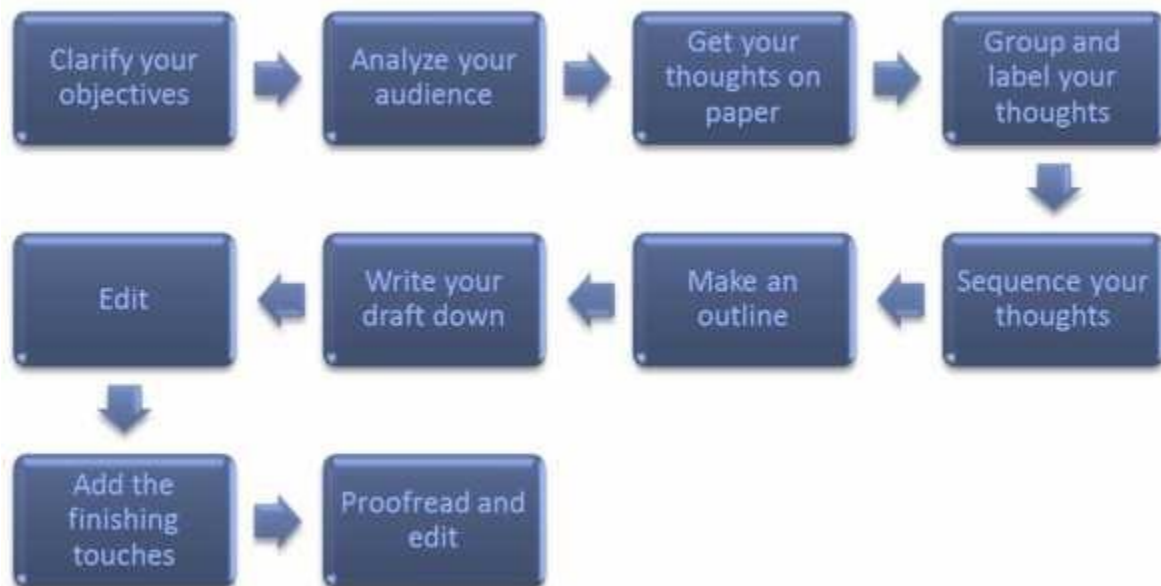 Clarify your
objectives
Analyze your
audience
Get your
thoughts on
paper
Group and
label your
thoughts
Sequence your
thoughts
Make an
outline
Write your
draft down
Edit
Add the
finishing
touches
Proofread and
edit